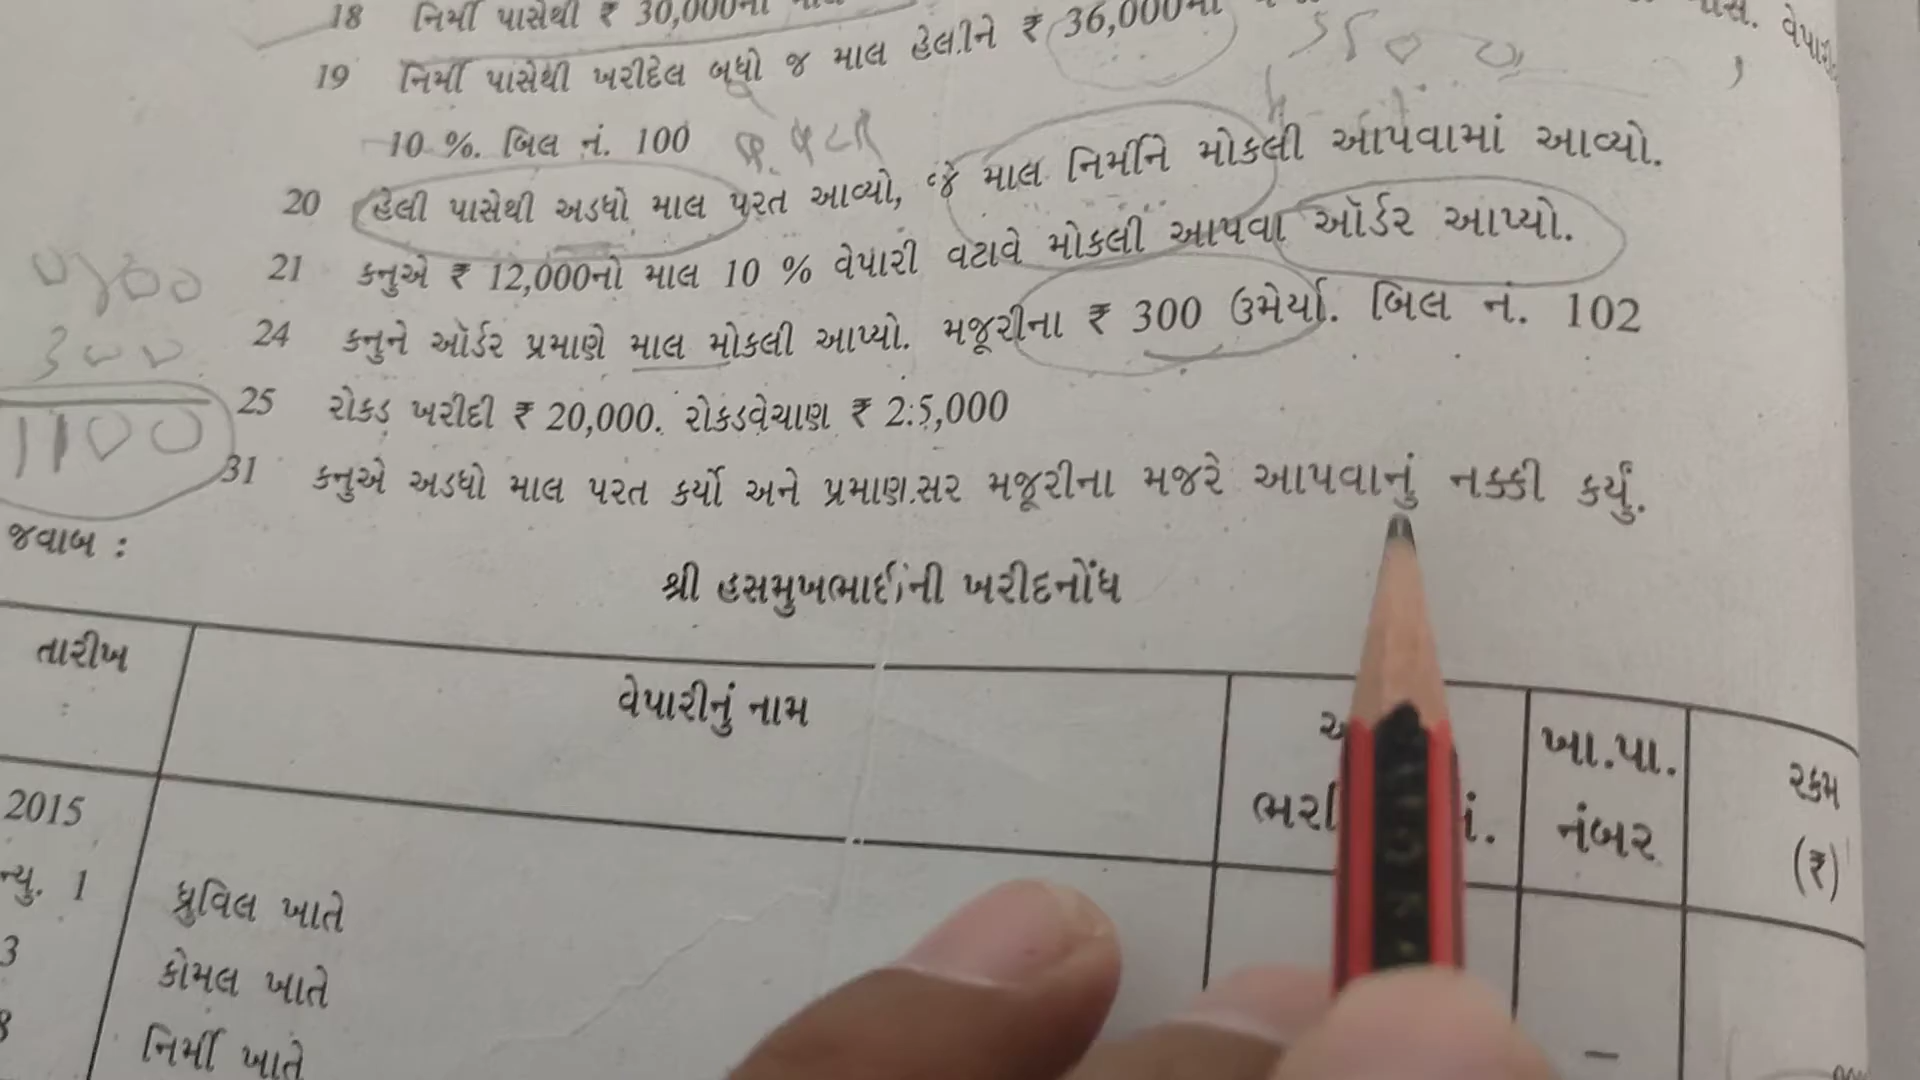 18 નિર્મી પાસેથી ₹ 30,000નો
19 નિર્મી પાસેથી ખરીદેલ બધો જ માલ હેલીને ₹ 36,000માં
3500
10 %. બિલ નં. 100
20 હેલી પાસેથી અડધો માલ પરત આવ્યો, જે માલ નિર્મીને મોકલી આપવામાં આવ્યો.
21 કનુએ ₹ 12,000નો માલ 10 % વેપારી વટાવે મોકલી આપવા ઑર્ડર આપ્યો.
24 કનુને ઑર્ડર પ્રમાણે માલ મોકલી આપ્યો. મજૂરીના ₹ 300 ઉમેર્યા. બિલ નં. 102
300
25 રોકડ ખરીદી ₹ 20,000. રોકડવેચાણ ₹ 25,000
1100
31 કનુએ અડધો માલ પરત કર્યો અને પ્રમાણસર મજૂરીના મજરે આપવાનું નક્કી કર્યું.
જવાબ :
શ્રી હસમુખભાઈની ખરીદનોંધ
તારીખ વેપારીનું નામ ખા.પા. નંબર રકમ (₹)
2015
1 ધ્રુવિલ ખાતે
3 કોમલ ખાતે
8 નિર્મી ખાતે –